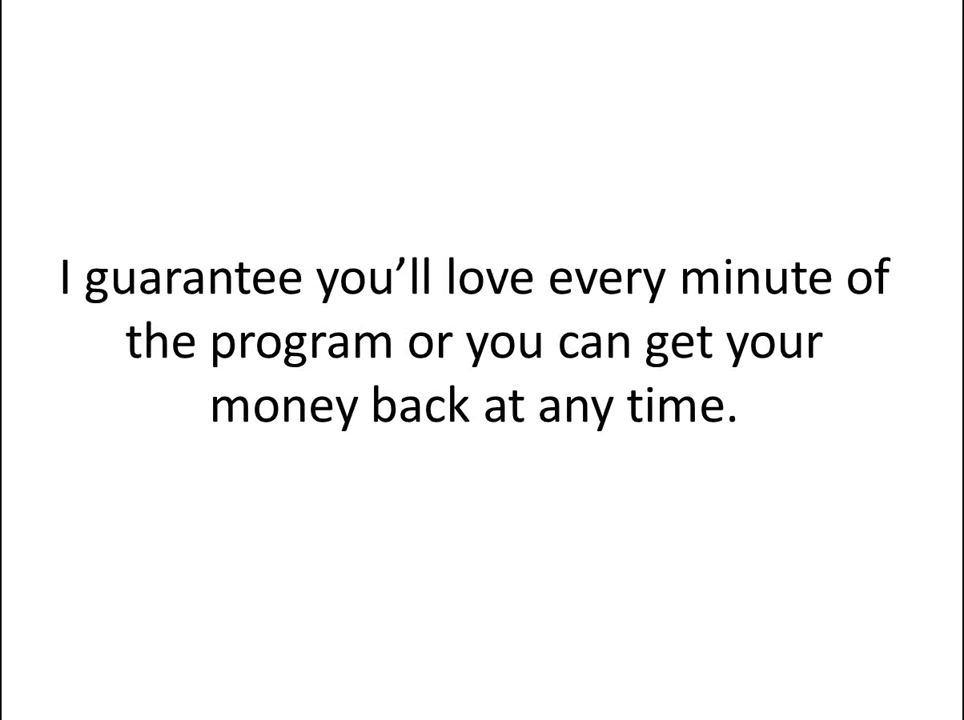 I guarantee you’ll love every minute of
the program or you can get your
money back at any time.